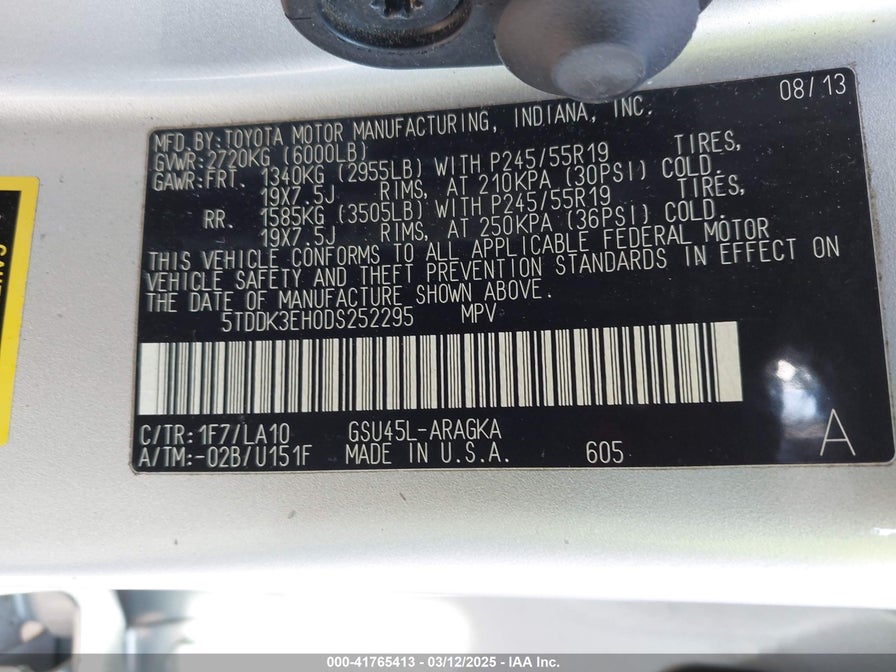 08/13
MFD.BY:TOYOTA MOTOR MANUFACTURING, INDIANA, INC.
GVWR:2720KG (6000LB)
GAWR:FRT. 1340KG (2955LB) WITH P245/55R19 TIRES,
19X7.5J RIMS, AT 210KPA (30PSI) COLD.
RR. 1585KG (3505LB) WITH P245/55R19 TIRES,
19X7.5J RIMS, AT 250KPA (36PSI) COLD.
THIS VEHICLE CONFORMS TO ALL APPLICABLE FEDERAL MOTOR
VEHICLE SAFETY AND THEFT PREVENTION STANDARDS IN EFFECT ON
THE DATE OF MANUFACTURE SHOWN ABOVE.
5TDDK3EH0DS252295 MPV
C/TR:1F7/LA10 GSU45L-ARAGKA
A/TM:-02B/U151F MADE IN U.S.A. 605 A
000-41765413 - 03/12/2025 - IAA Inc.